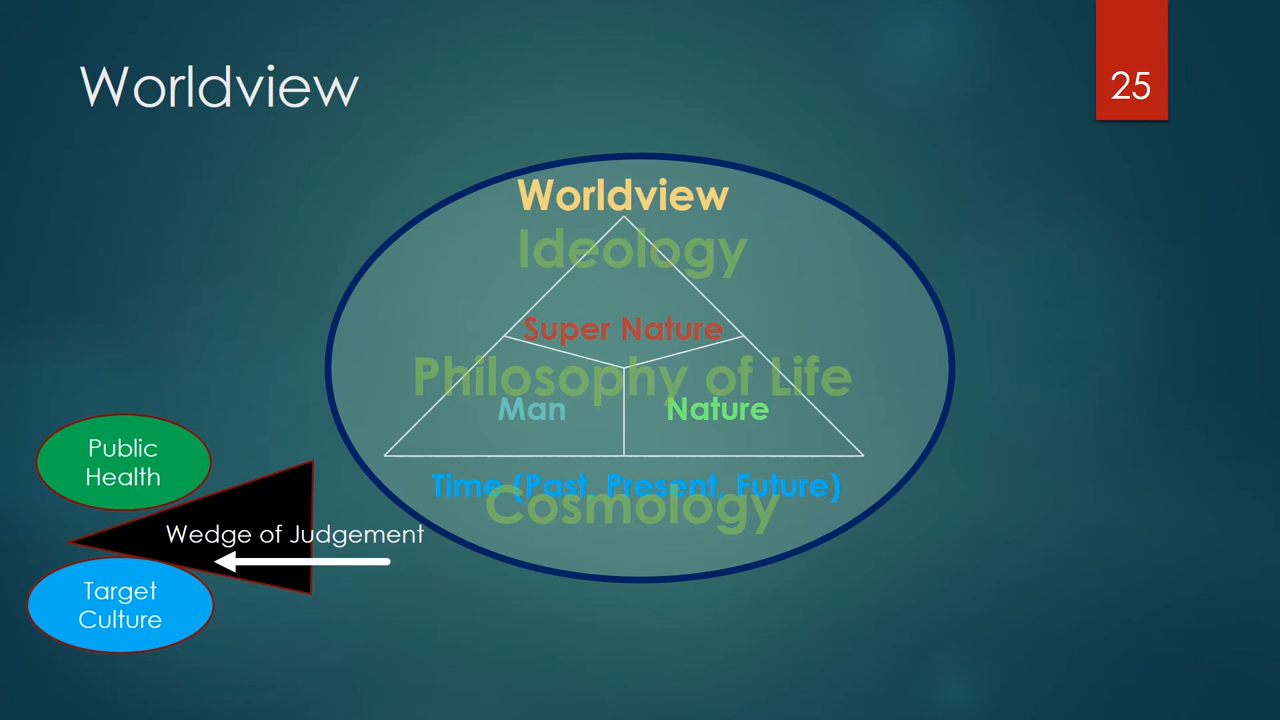 Worldview
25
Worldview
Ideology
Super Nature
Philosophy of Life
Man
Nature
Time (Past, Present, Future)
Cosmology
Public
Health
Wedge of Judgement
Target
Culture